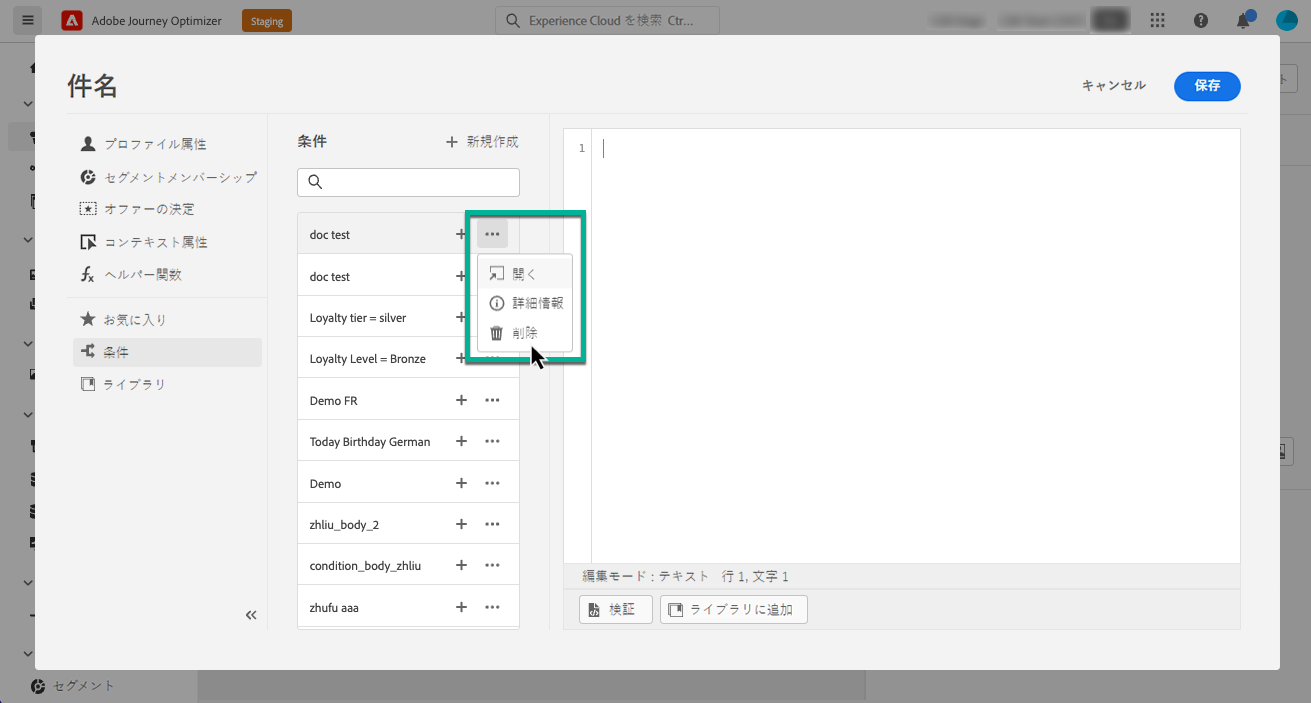 Adobe Journey Optimizer
Staging
Experience Cloud を検索 Ctr...
件名
キャンセル
保存
プロファイル属性
セグメントメンバーシップ
オファーの決定
コンテキスト属性
ヘルパー関数
お気に入り
条件
ライブラリ
条件
新規作成
doc test
doc test
Loyalty tier = silver
Loyalty Level = Bronze
Demo FR
Today Birthday German
Demo
zhliu_body_2
condition_body_zhliu
zhufu aaa
開く
詳細情報
削除
1
編集モード : テキスト 行 1, 文字 1
検証
ライブラリに追加
セグメント